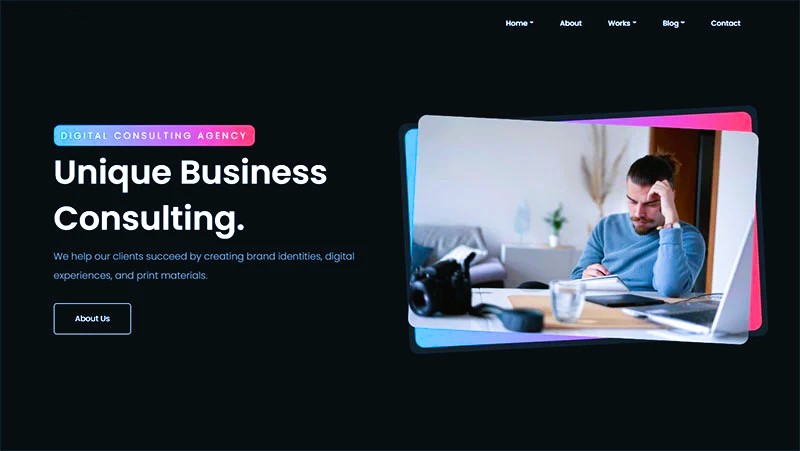 Home
About
Works
Blog
Contact
DIGITAL CONSULTING AGENCY
Unique Business
Consulting.
We help our clients succeed by creating brand identities, digital
experiences, and print materials.
About Us